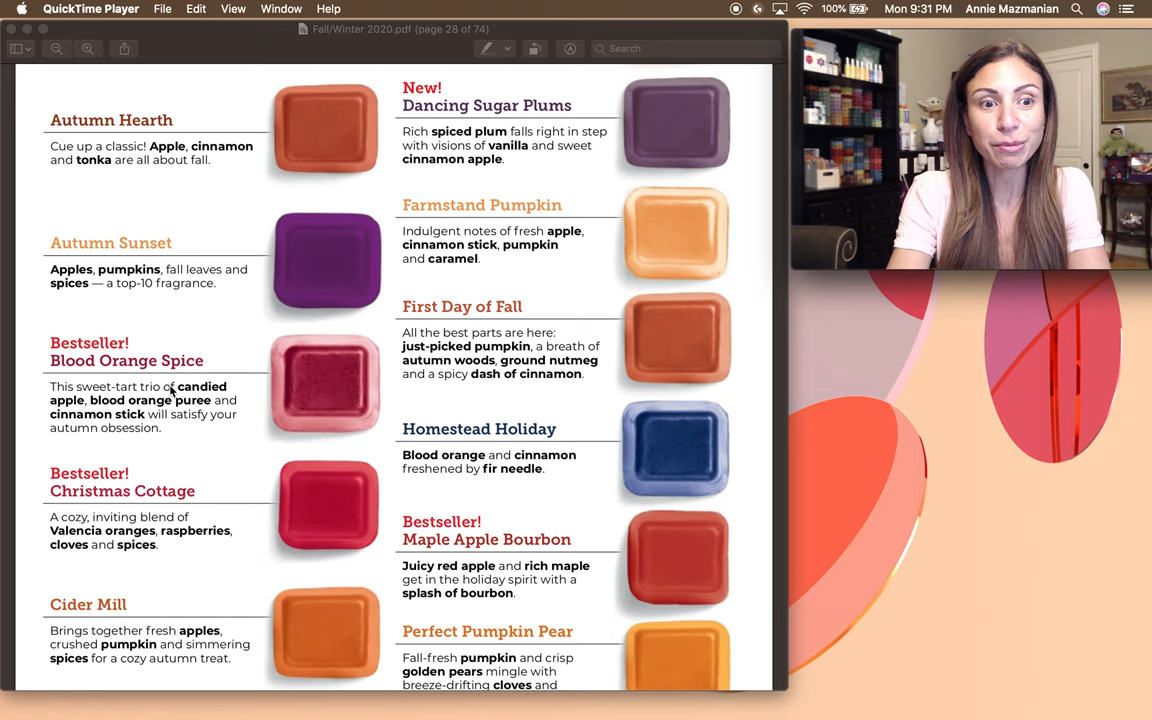 QuickTime Player File Edit View Window Help 100% Mon 9:31 PM Annie Mazmanian
Fall/Winter 2020.pdf (page 28 of 74)
Search
Autumn Hearth
Cue up a classic! Apple, cinnamon
and tonka are all about fall.
Autumn Sunset
Apples, pumpkins, fall leaves and
spices — a top-10 fragrance.
Bestseller!
Blood Orange Spice
This sweet-tart trio of candied
apple, blood orange puree and
cinnamon stick will satisfy your
autumn obsession.
Bestseller!
Christmas Cottage
A cozy, inviting blend of
Valencia oranges, raspberries,
cloves and spices.
Cider Mill
Brings together fresh apples,
crushed pumpkin and simmering
spices for a cozy autumn treat.
New!
Dancing Sugar Plums
Rich spiced plum falls right in step
with visions of vanilla and sweet
cinnamon apple.
Farmstand Pumpkin
Indulgent notes of fresh apple,
cinnamon stick, pumpkin
and caramel.
First Day of Fall
All the best parts are here:
just-picked pumpkin, a breath of
autumn woods, ground nutmeg
and a spicy dash of cinnamon.
Homestead Holiday
Blood orange and cinnamon
freshened by fir needle.
Bestseller!
Maple Apple Bourbon
Juicy red apple and rich maple
get in the holiday spirit with a
splash of bourbon.
Perfect Pumpkin Pear
Fall-fresh pumpkin and crisp
golden pears mingle with
breeze-drifting cloves and